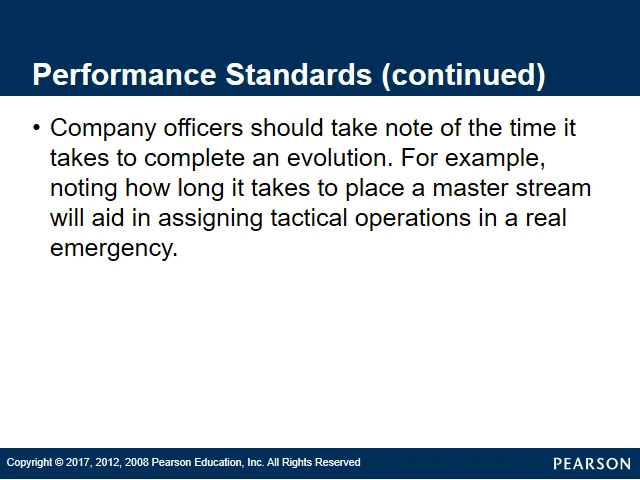 Performance Standards (continued)
• Company officers should take note of the time it
takes to complete an evolution. For example,
noting how long it takes to place a master stream
will aid in assigning tactical operations in a real
emergency.
Copyright © 2017, 2012, 2008 Pearson Education, Inc. All Rights Reserved
PEARSON